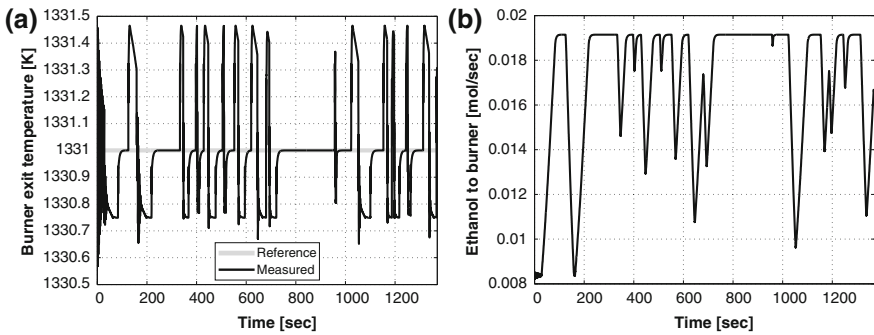 (a)
Burner exit temperature [K]
1331.5
1331.4
1331.3
1331.2
1331.1
1331
1330.9
1330.8
1330.7
1330.6
1330.5
0 200 400 600 800 1000 1200
Time [sec]
Reference
Measured
(b)
Ethanol to burner [mol/sec]
0.02
0.018
0.016
0.014
0.012
0.01
0.008
0 200 400 600 800 1000 1200
Time [sec]